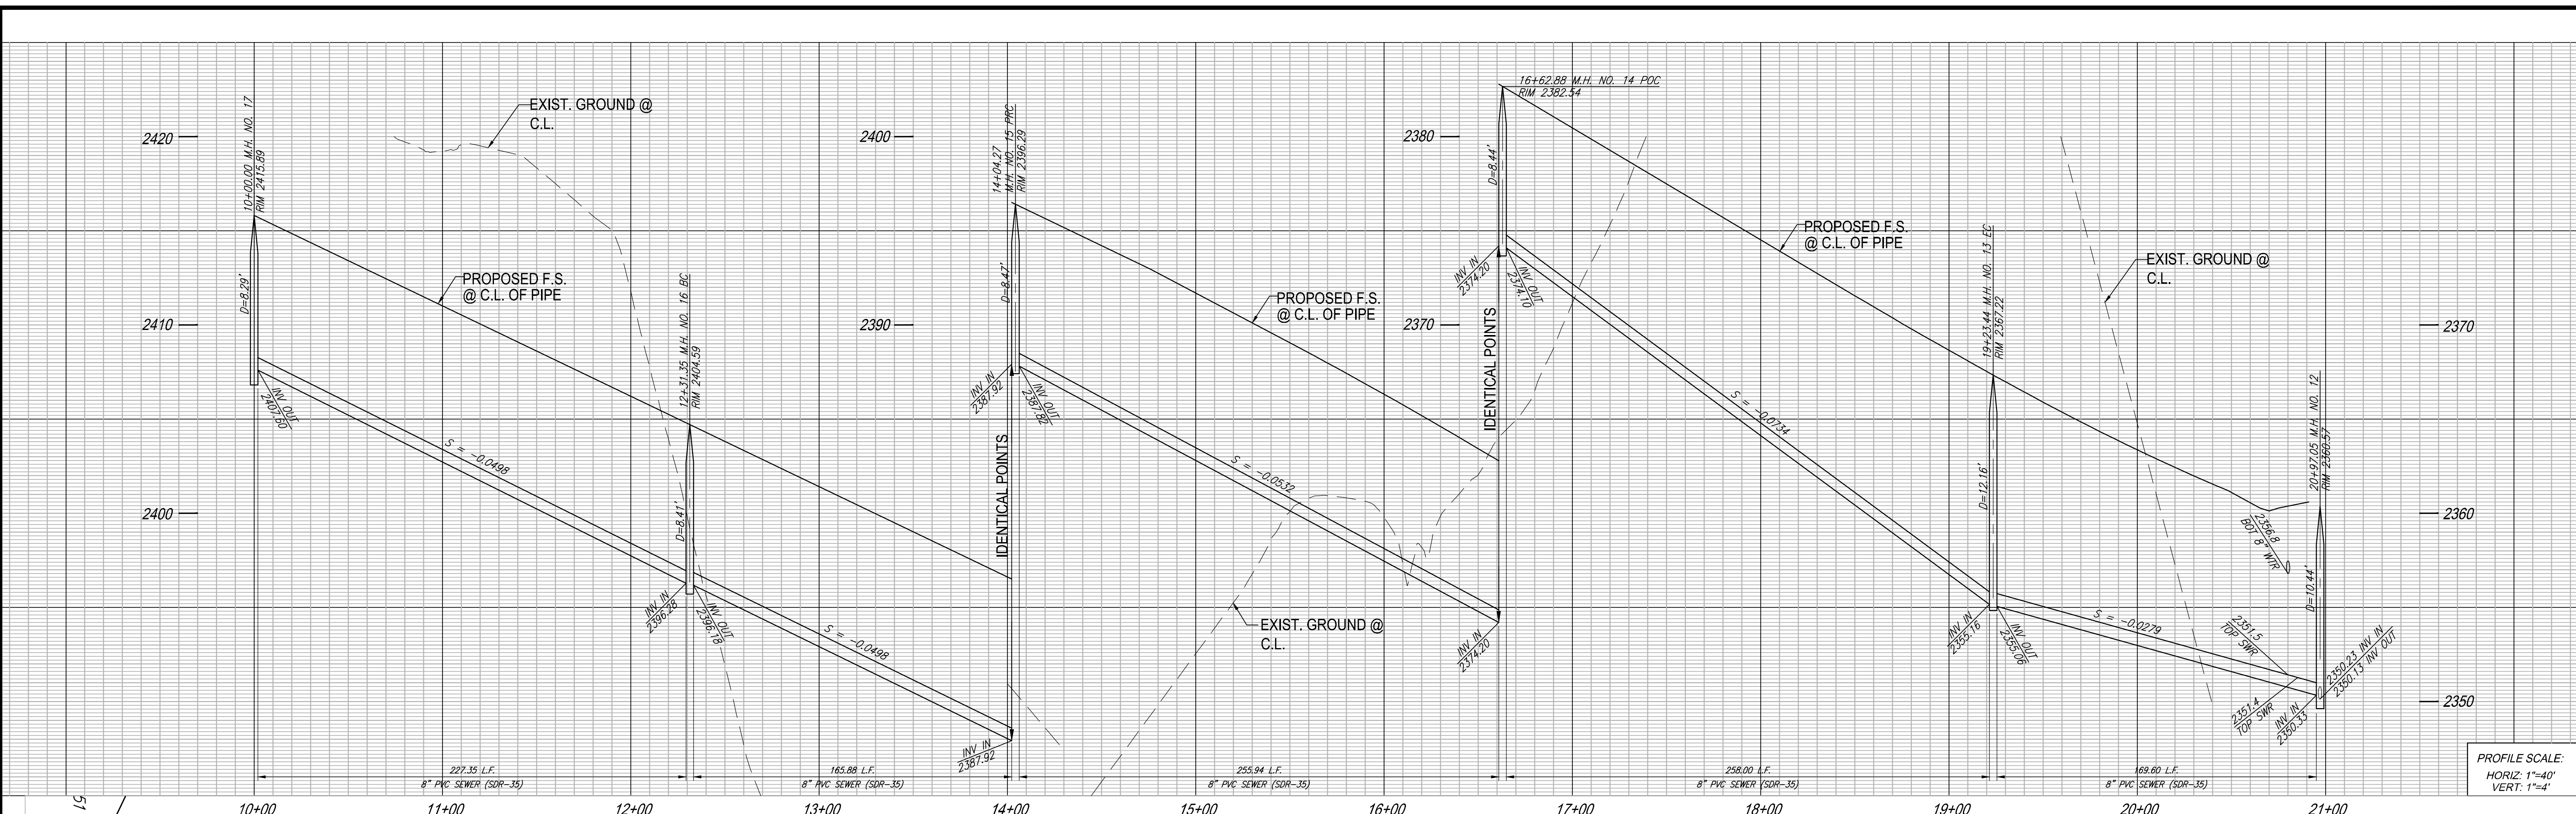 EXIST. GROUND @
C.L.
2420
2410
2400
10+00.00 M.H. NO. 17
RIM 2415.89
D=8.29'
PROPOSED F.S.
@ C.L. OF PIPE
INV OUT
2407.60
S = -0.0498
12+31.35 M.H. NO. 16 BC
RIM 2404.59
D=8.41'
INV IN
2396.28
INV OUT
2396.18
S = -0.0498
INV IN
2387.92
2400
2390
14+04.27
M.H. NO. 15 PRC
RIM 2396.29
D=8.47'
INV IN
2387.92
INV OUT
2387.82
IDENTICAL POINTS
PROPOSED F.S.
@ C.L. OF PIPE
S = -0.0532
EXIST. GROUND @
C.L.
INV IN
2374.20
2380
2370
16+62.88 M.H. NO. 14 POC
RIM 2382.54
D=8.44'
INV IN
2374.20
INV OUT
2374.10
IDENTICAL POINTS
PROPOSED F.S.
@ C.L. OF PIPE
S = -0.0734
19+23.44 M.H. NO. 13 EC
RIM 2367.22
D=12.16'
INV IN
2355.16
INV OUT
2355.06
EXIST. GROUND @
C.L.
S = -0.0279
2356.8
BOT 8" WTR
2351.5
TOP SWR
2351.4
TOP SWR
INV IN
2350.33
20+97.05 M.H. NO. 12
RIM 2360.57
D=10.44'
2350.23 INV IN
2350.13 INV OUT
2370
2360
2350
227.35 L.F.
8" PVC SEWER (SDR-35)
165.88 L.F.
8" PVC SEWER (SDR-35)
255.94 L.F.
8" PVC SEWER (SDR-35)
258.00 L.F.
8" PVC SEWER (SDR-35)
169.60 L.F.
8" PVC SEWER (SDR-35)
PROFILE SCALE:
HORIZ: 1"=40'
VERT: 1"=4'
51
10+00
11+00
12+00
13+00
14+00
15+00
16+00
17+00
18+00
19+00
20+00
21+00